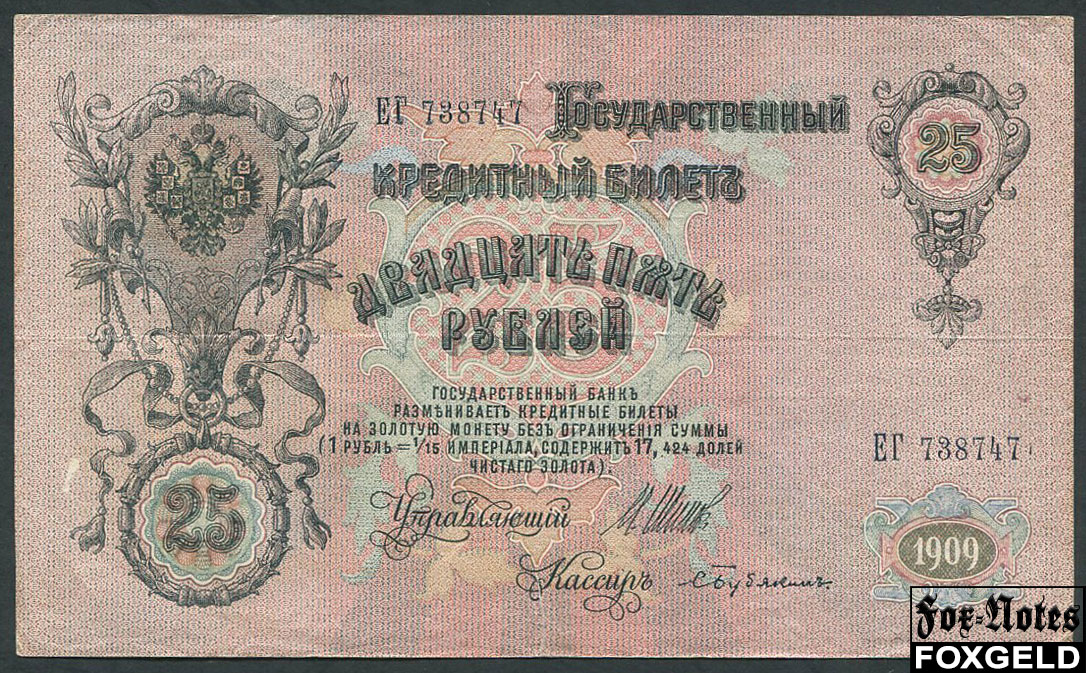 ЕГ 738747 Государственный
кредитный билетъ
25
Двадцать пять
рублей
Государственный банкъ
размѣниваетъ кредитные билеты
на золотую монету безъ ограниченія суммы
(1 рубль = 1/15 имперіала, содержитъ 17,424 долей
чистаго золота).
ЕГ 738747
25
Управляющій
Кассиръ
1909
Fox-Notes
FOXGELD